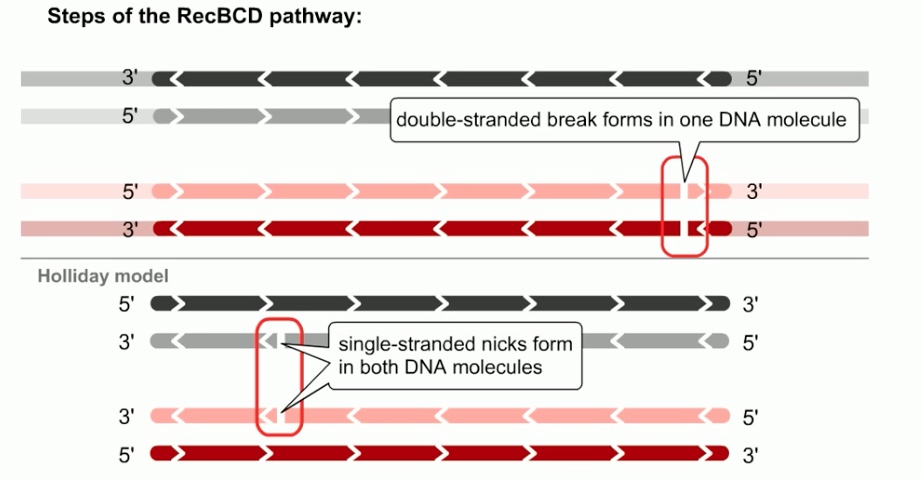 Steps of the RecBCD pathway:
3' 5'
5'
double-stranded break forms in one DNA molecule
5' 3'
3' 5'
Holliday model
5' 3'
3' 5'
single-stranded nicks form
in both DNA molecules
3' 5'
5' 3'